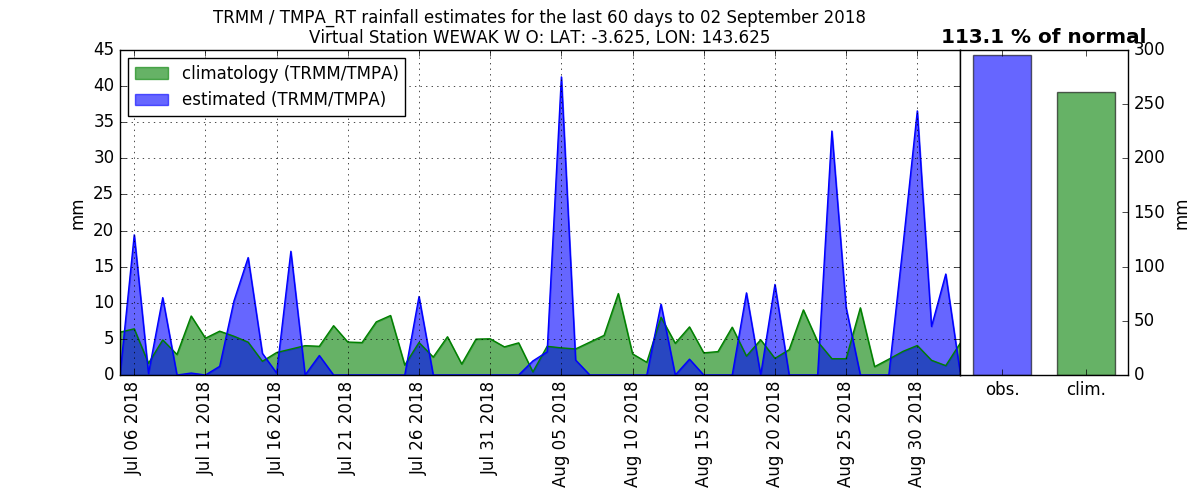 TRMM / TMPA_RT rainfall estimates for the last 60 days to 02 September 2018
Virtual Station WEWAK W O: LAT: -3.625, LON: 143.625
113.1 % of normal
climatology (TRMM/TMPA)
estimated (TRMM/TMPA)
mm
45
40
35
30
25
20
15
10
5
0
Jul 06 2018
Jul 11 2018
Jul 16 2018
Jul 21 2018
Jul 26 2018
Jul 31 2018
Aug 05 2018
Aug 10 2018
Aug 15 2018
Aug 20 2018
Aug 25 2018
Aug 30 2018
obs.
clim.
300
250
200
150
100
50
0
mm